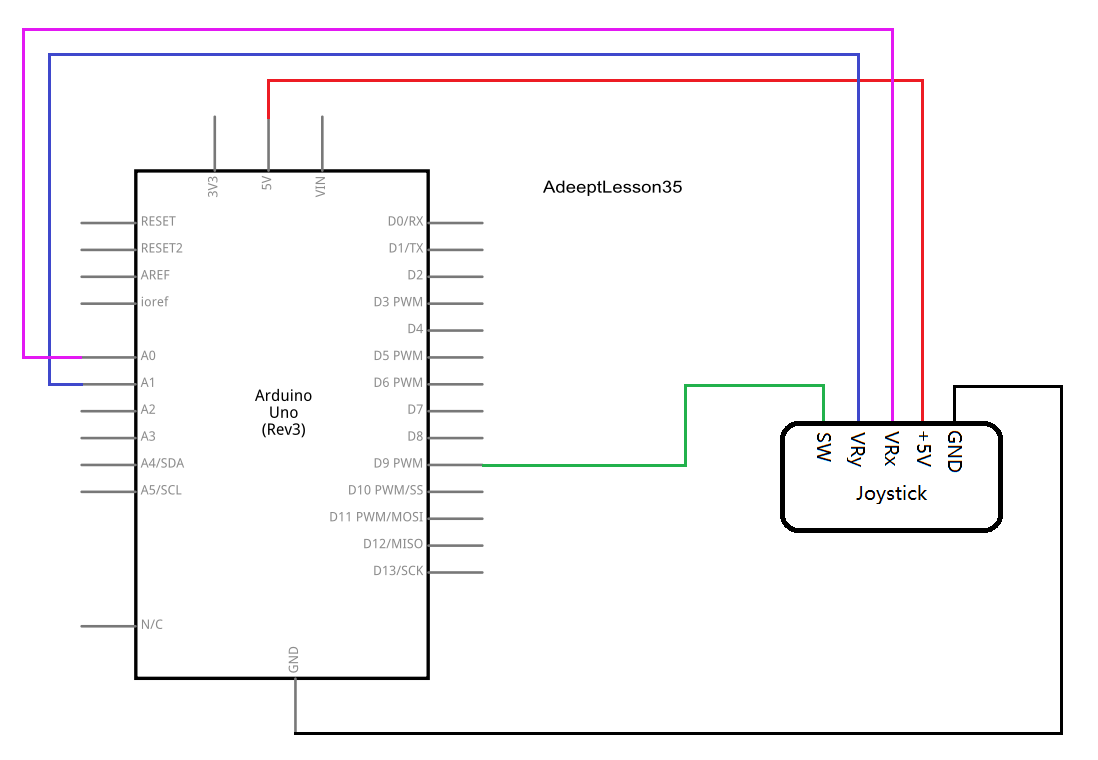 3V3
5V
VIN
AdeeptLesson35
RESET
D0/RX
RESET2
D1/TX
AREF
D2
ioref
D3 PWM
D4
A0
D5 PWM
A1
D6 PWM
A2
D7
A3
D8
Arduino
Uno
(Rev3)
A4/SDA
D9 PWM
A5/SCL
D10 PWM/SS
D11 PWM/MOSI
D12/MISO
D13/SCK
N/C
GND
SW
VRy
VRx
+5V
GND
Joystick